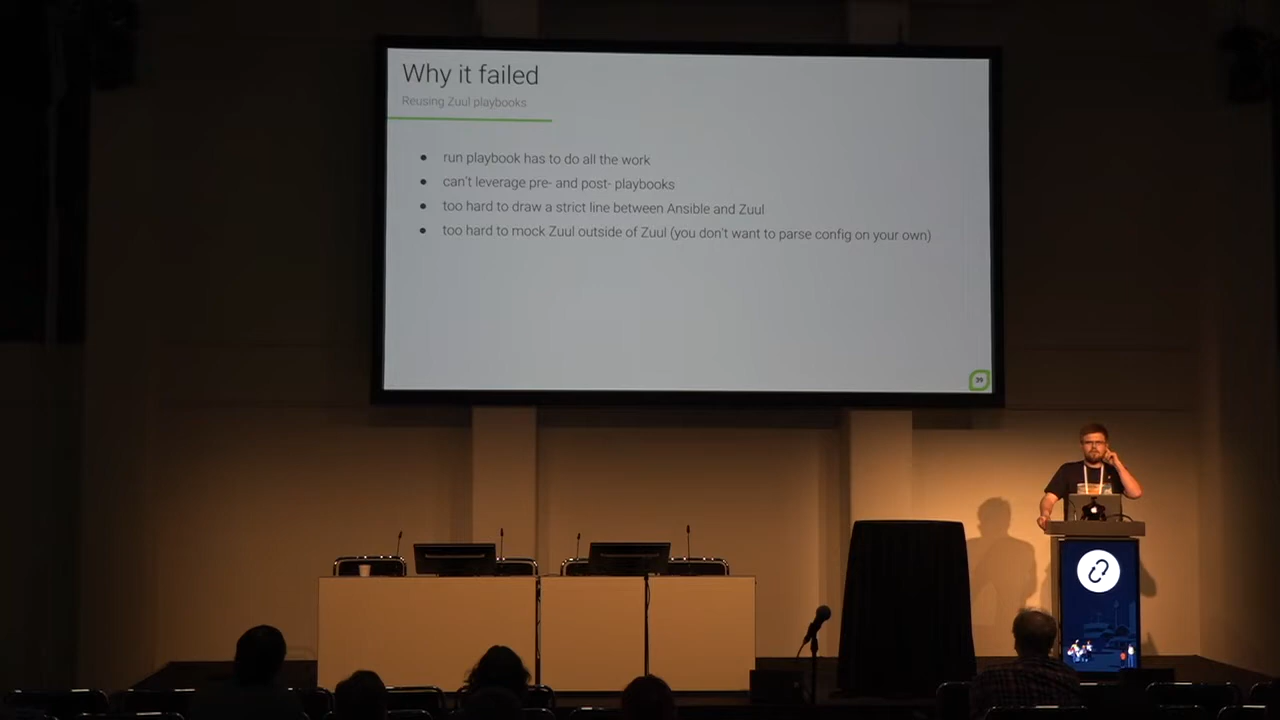 Why it failed
Reusing Zuul playbooks
● run playbook has to do all the work
● can't leverage pre- and post- playbooks
● too hard to draw a strict line between Ansible and Zuul
● too hard to mock Zuul outside of Zuul (you don't want to parse config on your own)
39